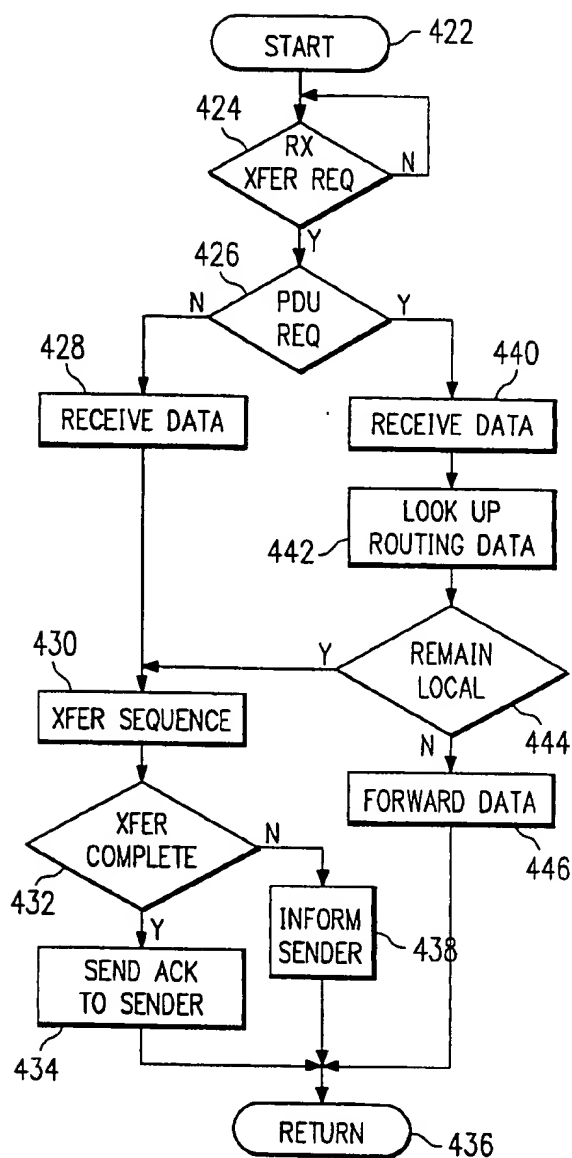 START
422
424
RX
XFER REQ
N
Y
426
N
PDU
REQ
Y
428
RECEIVE DATA
440
RECEIVE DATA
LOOK UP
ROUTING DATA
442
430
Y
REMAIN
LOCAL
444
XFER SEQUENCE
N
XFER
COMPLETE
N
432
FORWARD DATA
446
Y
INFORM
SENDER
438
SEND ACK
TO SENDER
434
RETURN
436